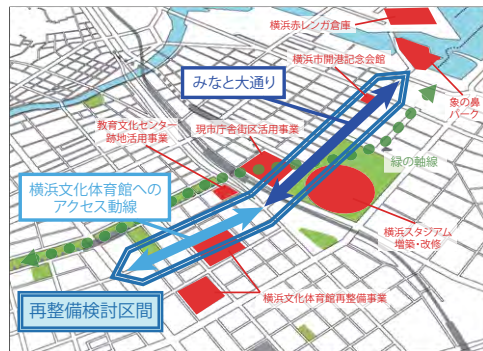 横浜赤レンガ倉庫
横浜市開港記念会館
みなと大通り
象の鼻
パーク
教育文化センター
跡地活用事業
現市庁舎街区活用事業
緑の軸線
横浜文化体育館への
アクセス動線
横浜スタジアム
増築・改修
再整備検討区間
横浜文化体育館再整備事業